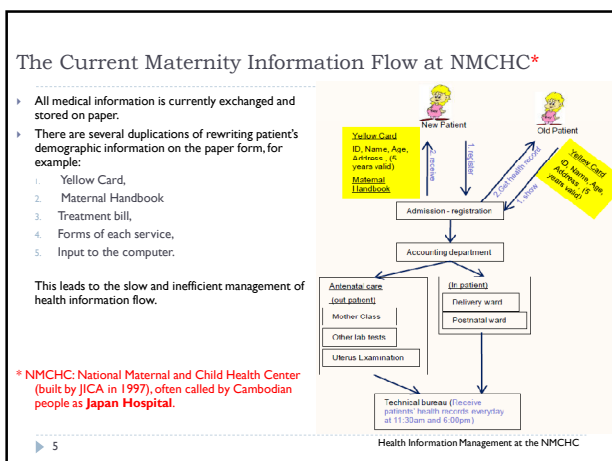 The Current Maternity Information Flow at NMCHC*
All medical information is currently exchanged and
stored on paper.
There are several duplications of rewriting patient's
demographic information on the paper form, for
example:
1. Yellow Card,
2. Maternal Handbook
3. Treatment bill,
4. Forms of each service,
5. Input to the computer.
This leads to the slow and inefficient management of
health information flow.
* NMCHC: National Maternal and Child Health Center
(built by JICA in 1997), often called by Cambodian
people as Japan Hospital.
New Patient
Old Patient
Yellow Card
ID, Name, Age,
Address , (5
years valid)
Maternal
Handbook
2. receive
1. register
2.Get health record
1. show
Yellow Card
ID, Name, Age,
Address , (5
years valid)
Admission - registration
Accounting department
Antenatal care
(out patient)
Mother Class
Other lab tests
Uterus Examination
(In patient)
Delivery ward
Postnatal ward
Technical bureau (Receive
patients' health records everyday
at 11:30am and 6:00pm)
5
Health Information Management at the NMCHC